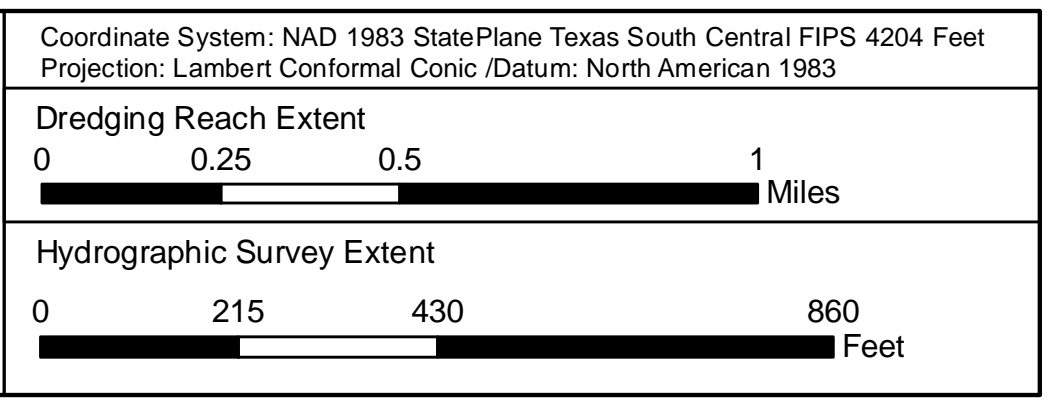 Coordinate System: NAD 1983 StatePlane Texas South Central FIPS 4204 Feet
Projection: Lambert Conformal Conic /Datum: North American 1983
Dredging Reach Extent
0 0.25 0.5 1
Miles
Hydrographic Survey Extent
0 215 430 860
Feet